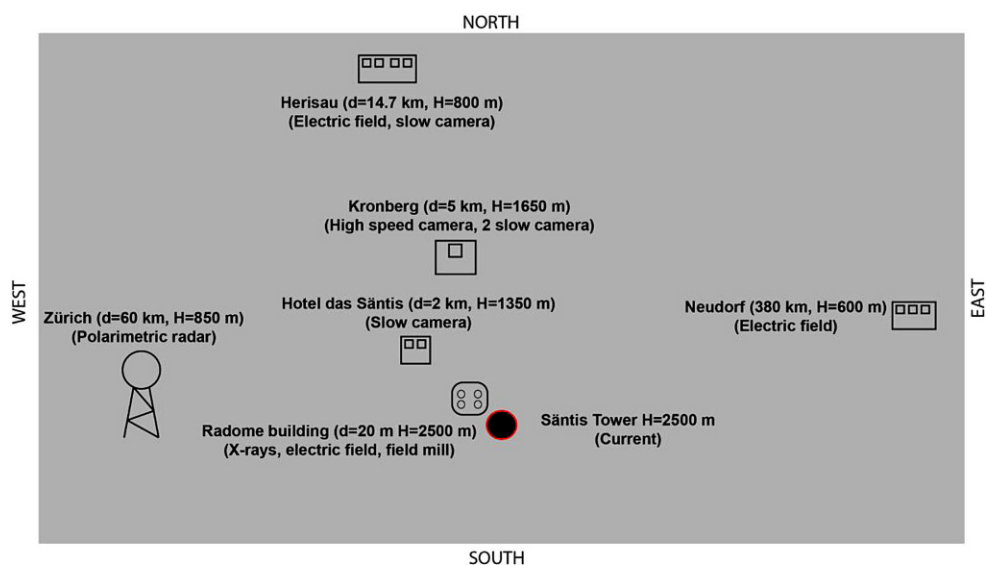 NORTH
Herisau (d=14.7 km, H=800 m)
(Electric field, slow camera)
Kronberg (d=5 km, H=1650 m)
(High speed camera, 2 slow camera)
WEST
EAST
Hotel das Säntis (d=2 km, H=1350 m)
(Slow camera)
Neudorf (380 km, H=600 m)
(Electric field)
Zürich (d=60 km, H=850 m)
(Polarimetric radar)
Radome building (d=20 m H=2500 m)
(X-rays, electric field, field mill)
Säntis Tower H=2500 m
(Current)
SOUTH